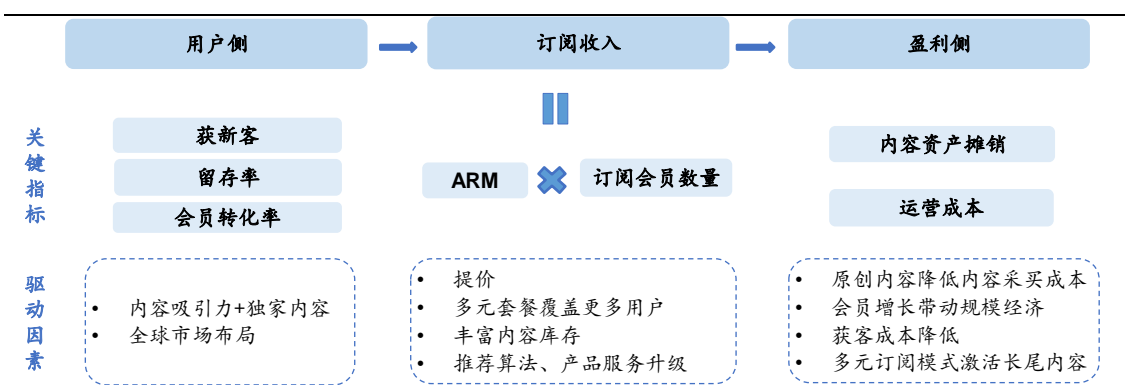 用户侧
订阅收入
盈利侧
关键指标
获新客
留存率
会员转化率
ARM
订阅会员数量
内容资产摊销
运营成本
驱动因素
• 内容吸引力+独家内容
• 全球市场布局
• 提价
• 多元套餐覆盖更多用户
• 丰富内容库存
• 推荐算法、产品服务升级
• 原创内容降低内容采买成本
• 会员增长带动规模经济
• 获客成本降低
• 多元订阅模式激活长尾内容